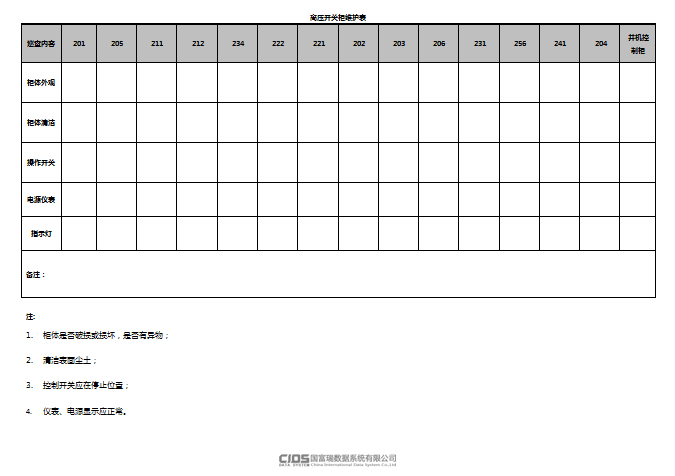 高压开关柜维护表
巡查内容 201 205 211 212 234 222 221 202 203 206 231 256 241 204 并机控制柜
柜体外观
柜体清洁
操作开关
电源仪表
指示灯
备注：
注:
1. 柜体是否破损或损坏，是否有异物；
2. 清洁表面尘土；
3. 控制开关应在停止位置；
4. 仪表、电源显示应正常。
CIDS 国富瑞数据系统有限公司
DATA SYSTEM China International Data System Co.,Ltd